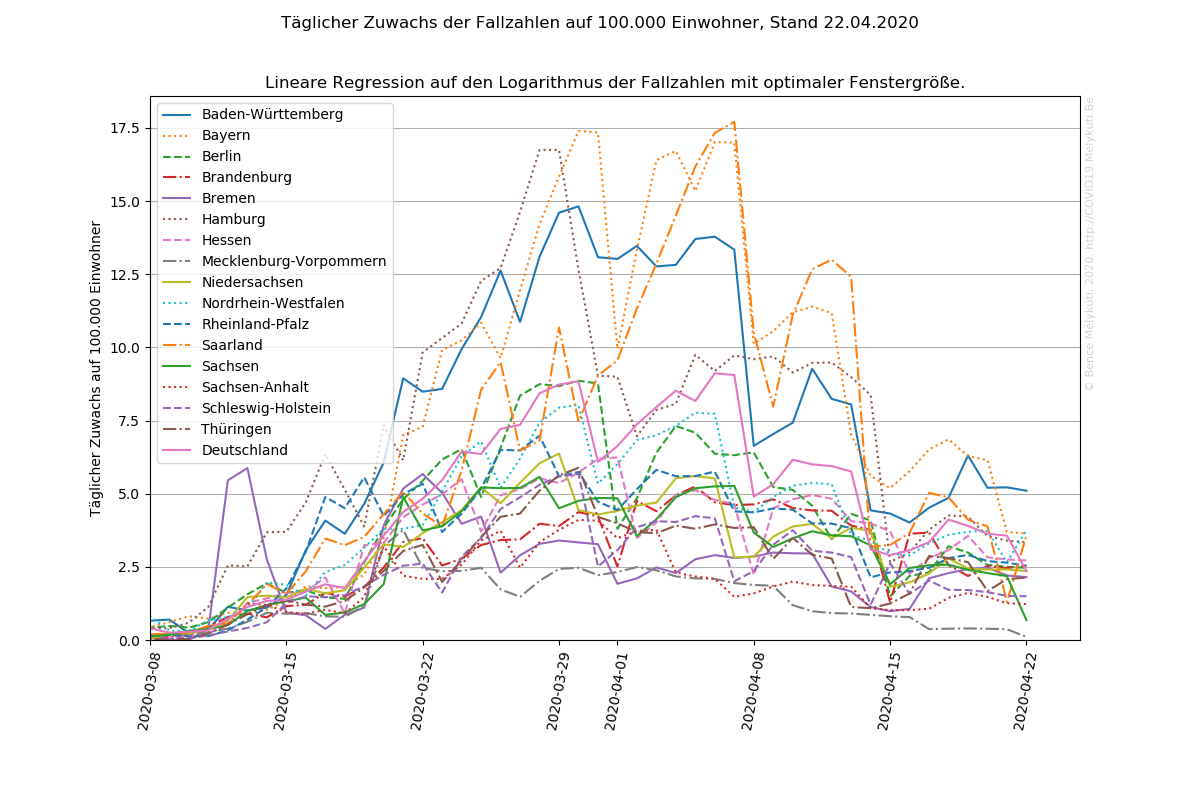 Täglicher Zuwachs der Fallzahlen auf 100.000 Einwohner, Stand 22.04.2020
Lineare Regression auf den Logarithmus der Fallzahlen mit optimaler Fenstergröße.
Täglicher Zuwachs auf 100.000 Einwohner
17.5
15.0
12.5
10.0
7.5
5.0
2.5
0.0
Baden-Württemberg
Bayern
Berlin
Brandenburg
Bremen
Hamburg
Hessen
Mecklenburg-Vorpommern
Niedersachsen
Nordrhein-Westfalen
Rheinland-Pfalz
Saarland
Sachsen
Sachsen-Anhalt
Schleswig-Holstein
Thüringen
Deutschland
2020-03-08
2020-03-15
2020-03-22
2020-03-29
2020-04-01
2020-04-08
2020-04-15
2020-04-22
© Bence Mélykúti, 2020. http://COVID19.Melykuti.Be